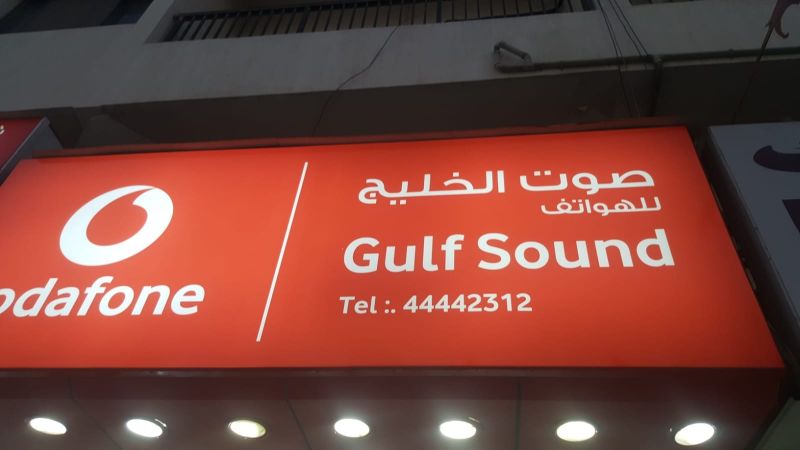 صوت الخليج
للهواتف
Gulf Sound
Tel :. 44442312
odafone